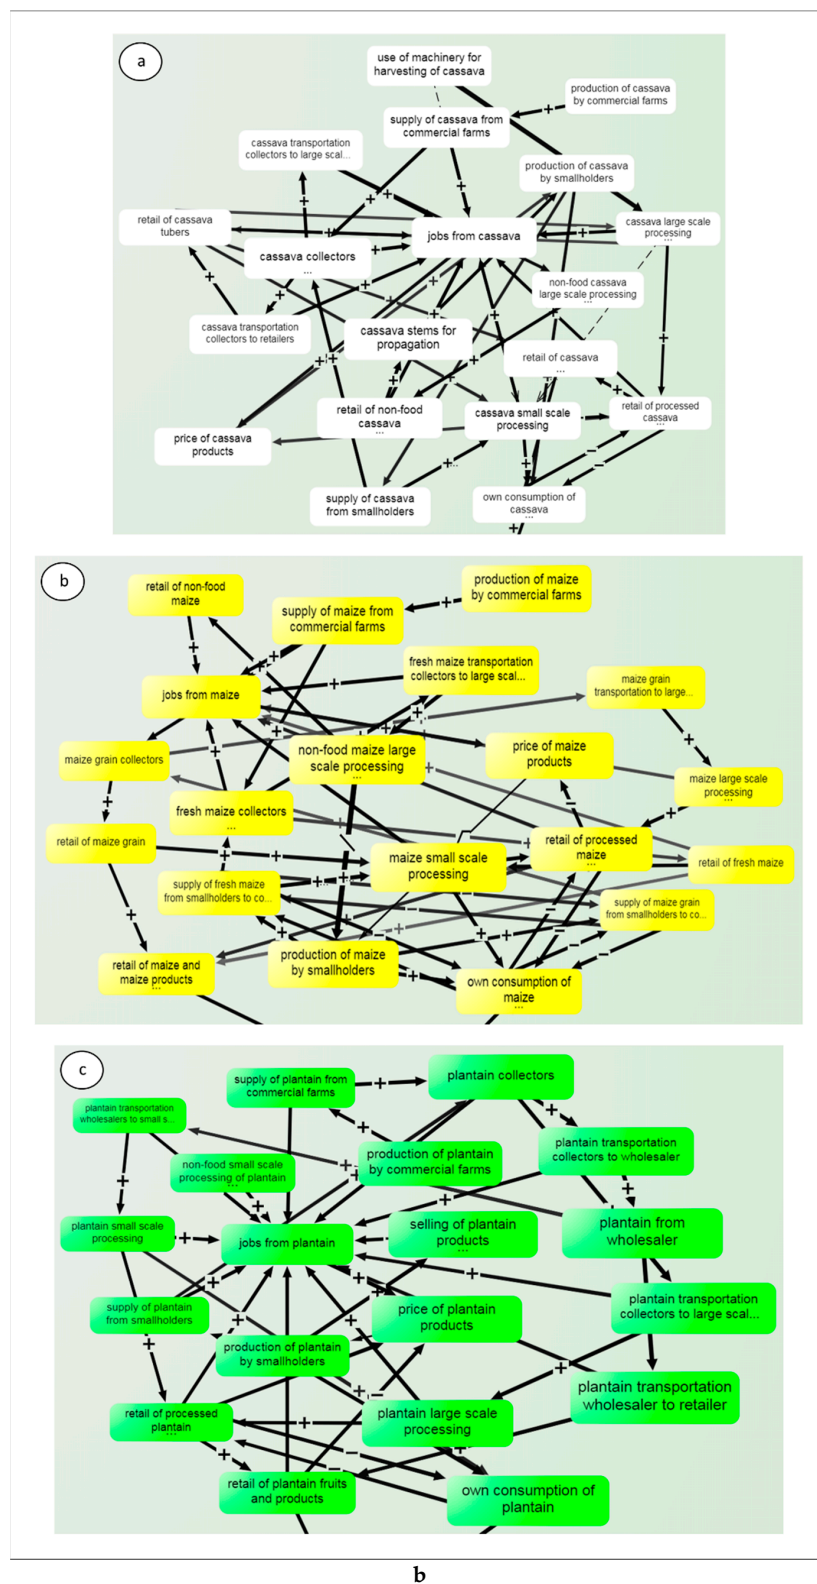 a
use of machinery for
harvesting of cassava
production of cassava
by commercial farms
supply of cassava from
commercial farms
cassava transportation
collectors to large scal...
production of cassava
by smallholders
retail of cassava
tubers
jobs from cassava
cassava large scale
processing
...
cassava collectors
...
non-food cassava
large scale processing
...
cassava transportation
collectors to retailers
cassava stems for
propagation
retail of cassava
...
retail of non-food
cassava
...
cassava small scale
processing
retail of processed
cassava
...
price of cassava
products
supply of cassava
from smallholders
own consumption of
cassava
...
b
retail of non-food
maize
production of maize
by commercial farms
supply of maize from
commercial farms
fresh maize transportation
collectors to large scal...
maize grain
transportation to large...
jobs from maize
maize grain collectors
non-food maize large
scale processing
...
price of maize
products
maize large scale
processing
...
fresh maize collectors
...
retail of maize grain
maize small scale
processing
retail of processed
maize
...
retail of fresh maize
supply of fresh maize
from smallholders to co...
supply of maize grain
from smallholders to co...
retail of maize and
maize products
...
production of maize
by smallholders
own consumption of
maize
...
c
supply of plantain from
commercial farms
plantain collectors
plantain transportation
wholesalers to small s...
non-food small scale
processing of plantain
...
production of plantain
by commercial farms
plantain transportation
collectors to wholesaler
plantain small scale
processing
jobs from plantain
selling of plantain
products
...
plantain from
wholesaler
supply of plantain
from smallholders
price of plantain
products
plantain transportation
collectors to large scal...
production of plantain
by smallholders
plantain transportation
wholesaler to retailer
retail of processed
plantain
...
plantain large scale
processing
retail of plantain fruits
and products
own consumption of
plantain
b